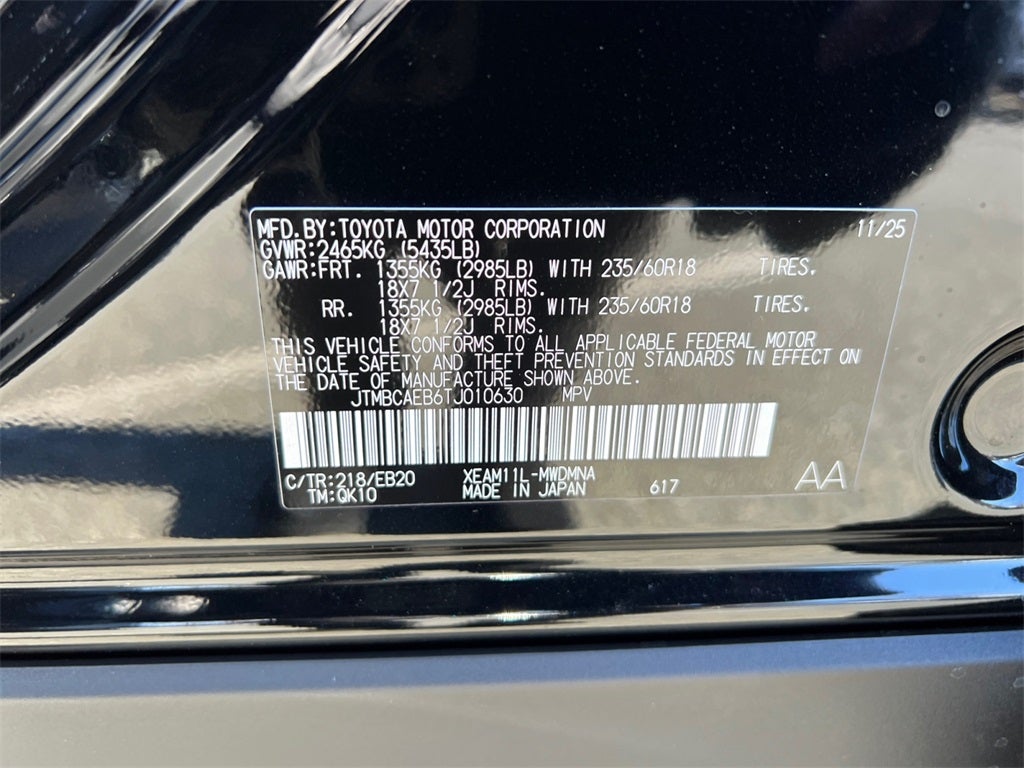 MFD.BY:TOYOTA MOTOR CORPORATION 11/25
GVWR:2465KG (5435LB)
GAWR:FRT. 1355KG (2985LB) WITH 235/60R18 TIRES.
18X7 1/2J RIMS.
RR. 1355KG (2985LB) WITH 235/60R18 TIRES.
18X7 1/2J RIMS.
THIS VEHICLE CONFORMS TO ALL APPLICABLE FEDERAL MOTOR
VEHICLE SAFETY AND THEFT PREVENTION STANDARDS IN EFFECT ON
THE DATE OF MANUFACTURE SHOWN ABOVE.
JTMBCAEB6TJ010630 MPV
C/TR:218/EB20 XEAM11L-MWDMNA
TM:QK10 MADE IN JAPAN 617 AA